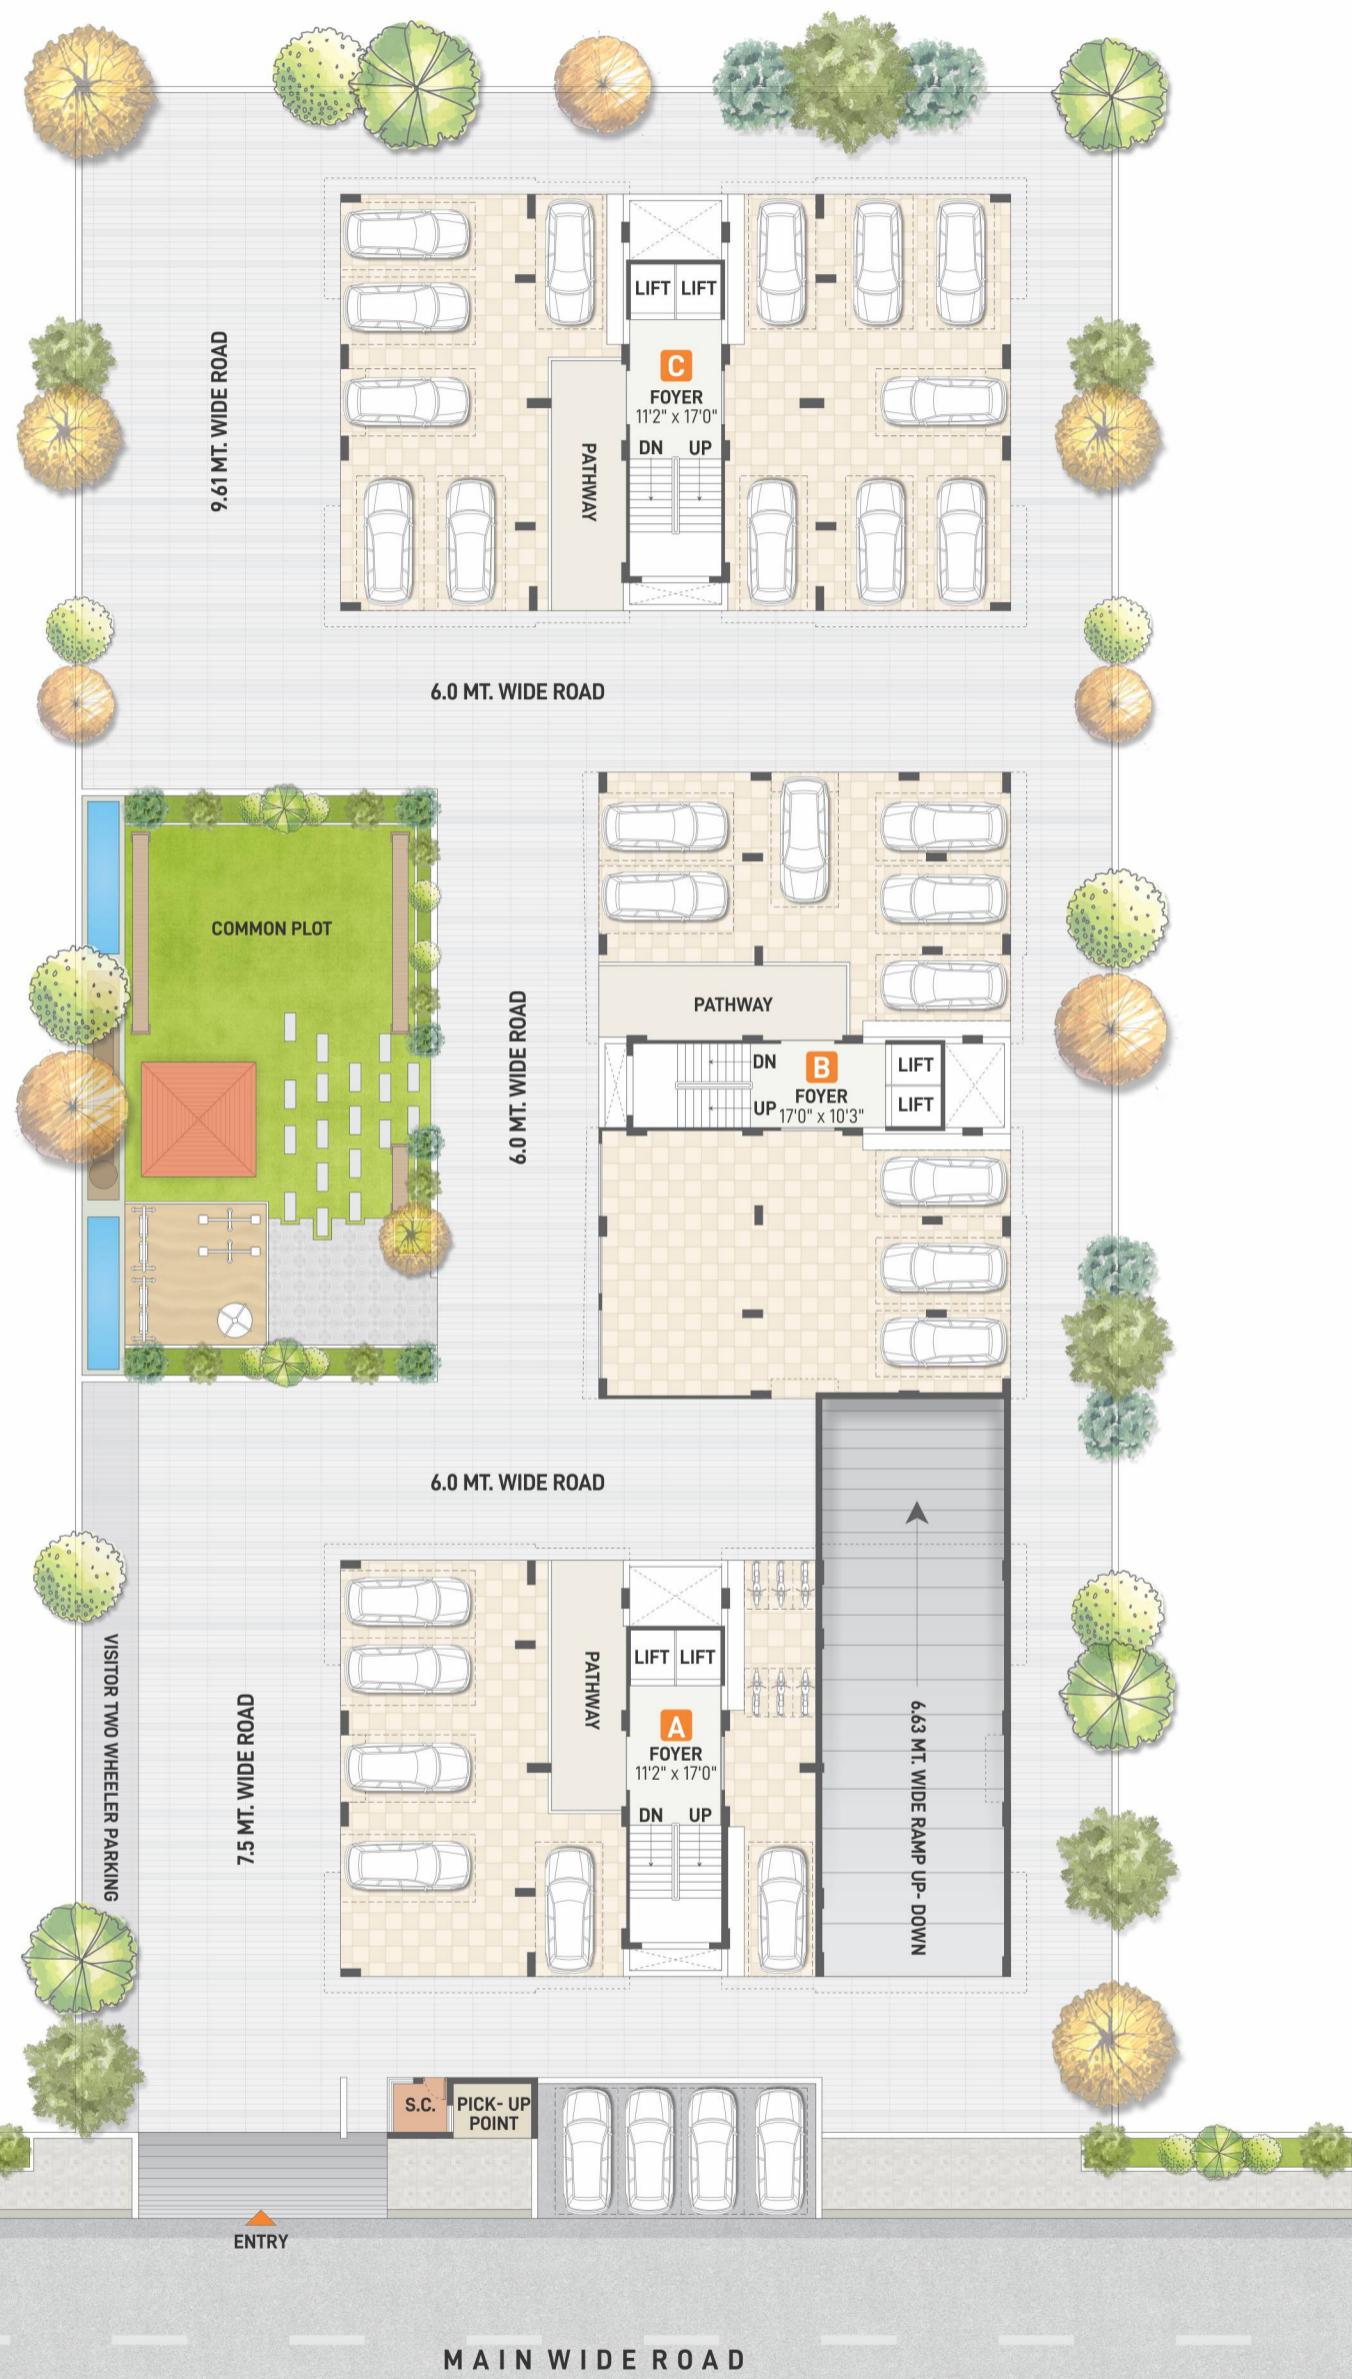 LIFT LIFT
C
FOYER
11'2" x 17'0"
DN UP
PATHWAY
9.61 MT. WIDE ROAD
6.0 MT. WIDE ROAD
COMMON PLOT
6.0 MT. WIDE ROAD
PATHWAY
DN
UP
B
FOYER
17'0" x 10'3"
LIFT
LIFT
6.0 MT. WIDE ROAD
VISITOR TWO WHEELER PARKING
7.5 MT. WIDE ROAD
PATHWAY
LIFT LIFT
A
FOYER
11'2" x 17'0"
DN UP
6.63 MT. WIDE RAMP UP- DOWN
S.C.
PICK- UP
POINT
ENTRY
MAIN WIDE ROAD